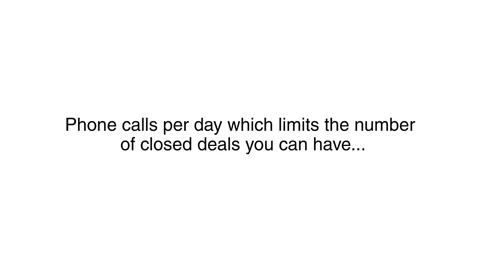 Phone calls per day which limits the number
of closed deals you can have...